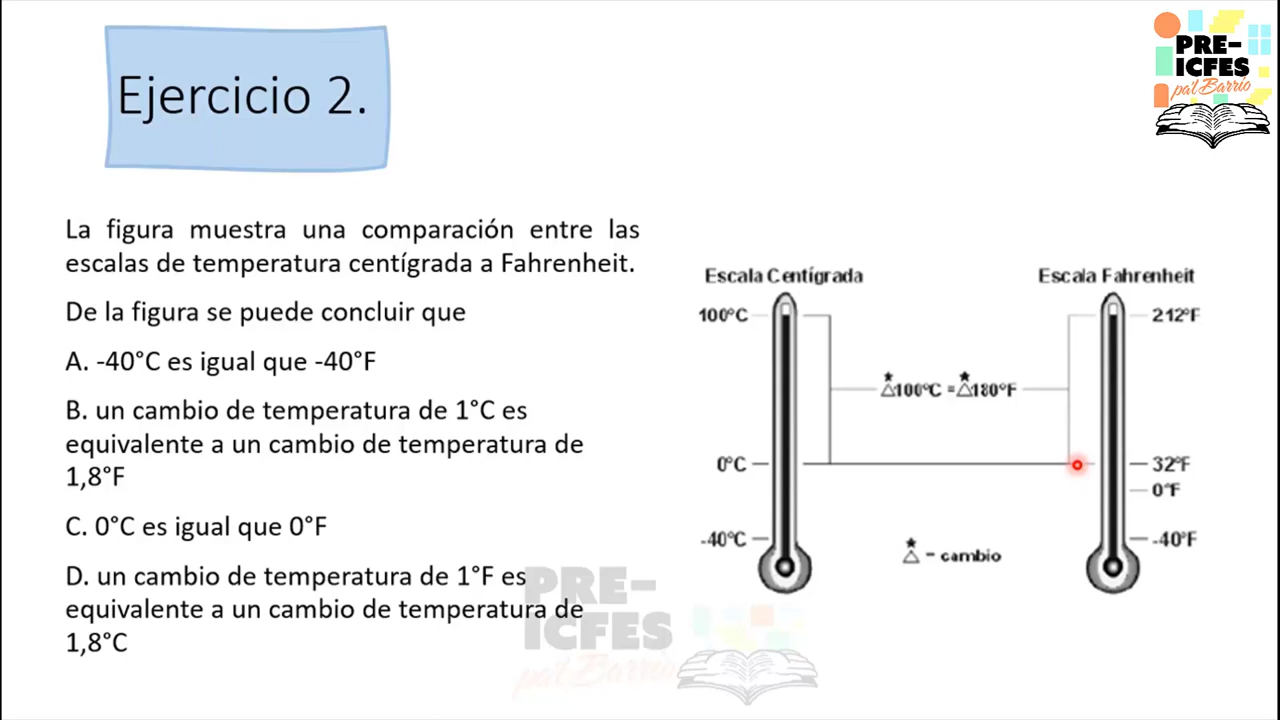 Ejercicio 2.
PRE-
ICFES
pa'l Barrio
La figura muestra una comparación entre las
escalas de temperatura centígrada a Fahrenheit.
De la figura se puede concluir que
A. -40°C es igual que -40°F
B. un cambio de temperatura de 1°C es
equivalente a un cambio de temperatura de
1,8°F
C. 0°C es igual que 0°F
D. un cambio de temperatura de 1°F es
equivalente a un cambio de temperatura de
1,8°C
Escala Centígrada
Escala Fahrenheit
100°C
212°F
*△100°C = *△180°F
0°C
32°F
0°F
-40°C
-40°F
*△ - cambio
PRE-
ICFES
pa'l Barrio